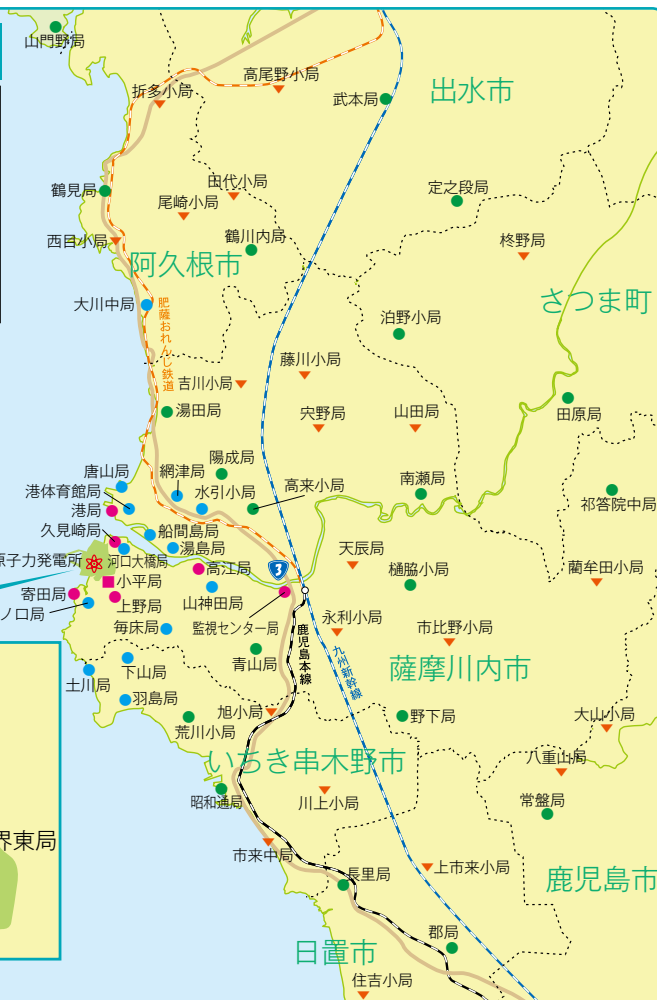 山門野局
高尾野小局
折多小局
武本局
出水市
鶴見局
田代小局
尾崎小局
定之段局
西目小局
鶴川内局
柊野局
阿久根市
大川中局
肥薩おれんじ鉄道
泊野小局
さつま町
藤川小局
吉川小局
湯田局
穴野局
山田局
田原局
唐山局
網津局
陽成局
港体育館局
水引小局
高来小局
南瀬局
祁答院中局
港局
久見崎局
船間島局
湯島局
天辰局
原子力発電所
河口大橋局
高江局
3
樋脇小局
藺牟田小局
小平局
寄田局
ノ口局
上野局
山神田局
監視センター局
永利小局
市比野小局
毎床局
鹿児島本線
九州新幹線
青山局
薩摩川内市
土川局
下山局
羽島局
旭小局
野下局
大山小局
荒川小局
いちき串木野市
八重山局
昭和通局
川上小局
常盤局
界東局
市来中局
長里局
上市来小局
鹿児島市
郡局
日置市
住吉小局